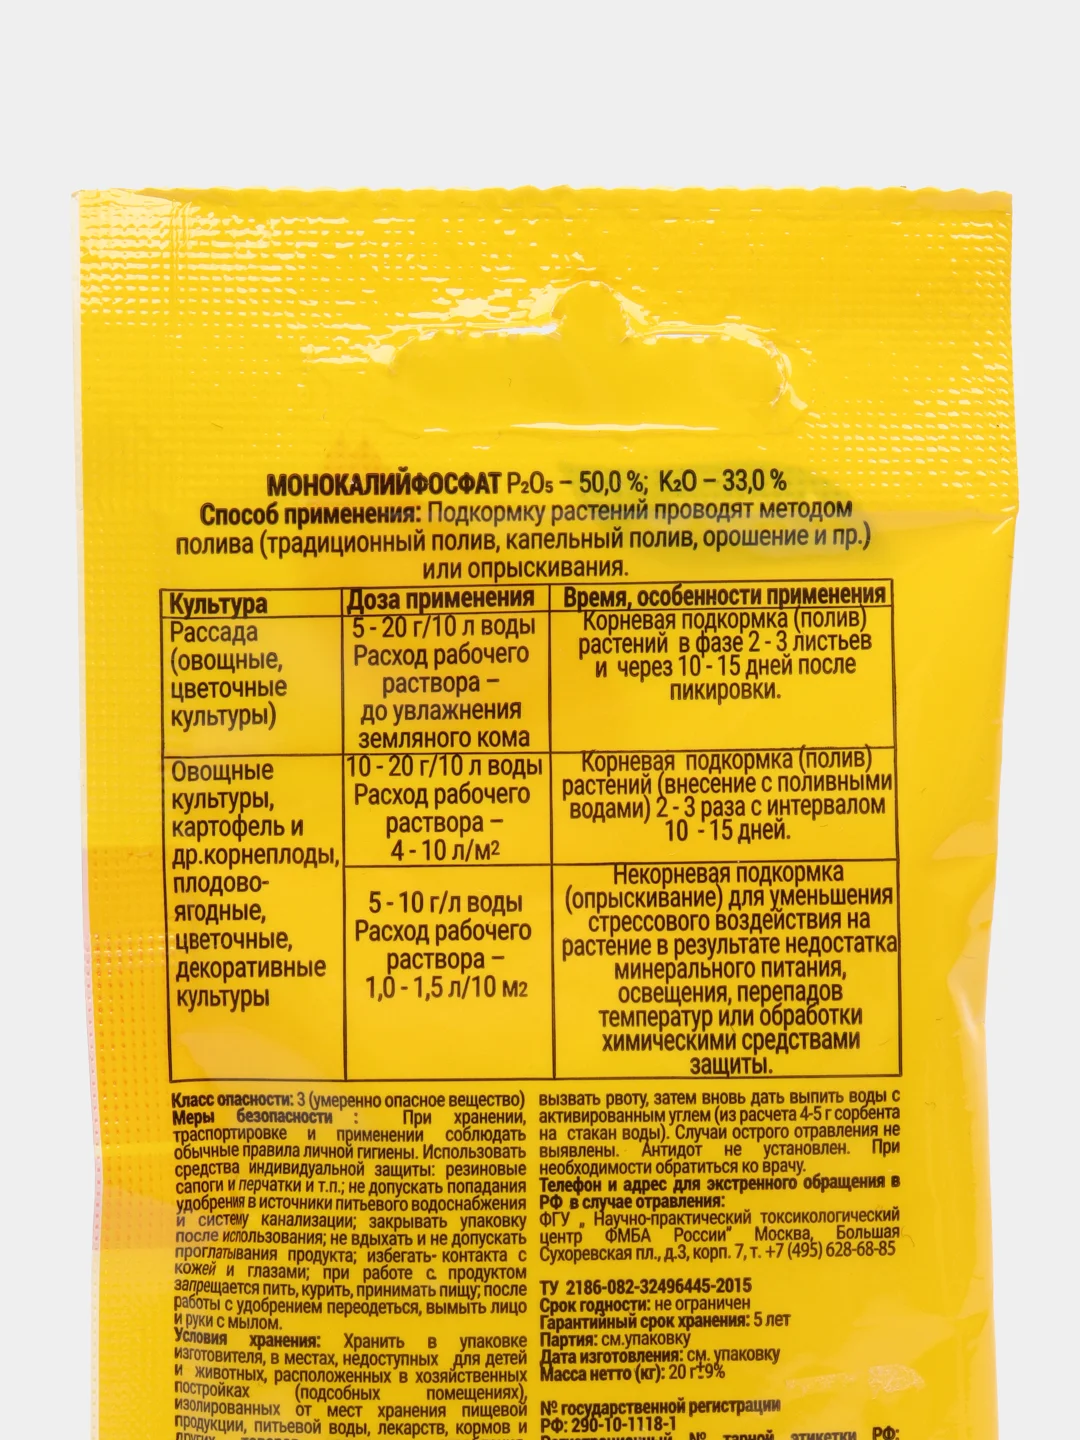 МОНОКАЛИЙФОСФАТ P₂O₅ – 50,0 %; K₂O – 33,0 %
Способ применения: Подкормку растений проводят методом
полива (традиционный полив, капельный полив, орошение и пр.)
или опрыскивания.
Культура
Доза применения
Время, особенности применения
Рассада
(овощные,
цветочные
культуры)
5 - 20 г/10 л воды
Расход рабочего
раствора –
до увлажнения
земляного кома
Корневая подкормка (полив)
растений в фазе 2 - 3 листьев
и через 10 - 15 дней после
пикировки.
Овощные
культуры,
картофель и
др.корнеплоды,
плодово-
ягодные,
цветочные,
декоративные
культуры
10 - 20 г/10 л воды
Расход рабочего
раствора –
4 - 10 л/м2
Корневая подкормка (полив)
растений (внесение с поливными
водами) 2 - 3 раза с интервалом
10 - 15 дней.
5 - 10 г/л воды
Расход рабочего
раствора –
1,0 - 1,5 л/10 м2
Некорневая подкормка
(опрыскивание) для уменьшения
стрессового воздействия на
растение в результате недостатка
минерального питания,
освещения, перепадов
температур или обработки
химическими средствами
защиты.
Класс опасности: 3 (умеренно опасное вещество)
Меры безопасности : При хранении,
траспортировке и применении соблюдать
обычные правила личной гигиены. Использовать
средства индивидуальной защиты: резиновые
сапоги и перчатки и т.п.; не допускать попадания
удобрения в источники питьевого водоснабжения
и систему канализации; закрывать упаковку
после использования; не вдыхать и не допускать
проглатывания продукта; избегать- контакта с
кожей и глазами; при работе с продуктом
запрещается пить, курить, принимать пищу; после
работы с удобрением переодеться, вымыть лицо
и руки с мылом.
Условия хранения: Хранить в упаковке
изготовителя, в местах, недоступных для детей
и животных, расположенных в хозяйственных
постройках (подсобных помещениях),
изолированных от мест хранения пищевой
продукции, питьевой воды, лекарств, кормов и
вызвать рвоту, затем вновь дать выпить воды с
активированным углем (из расчета 4-5 г сорбента
на стакан воды). Случаи острого отравления не
выявлены. Антидот не установлен. При
необходимости обратиться ко врачу.
Телефон и адрес для экстренного обращения в
РФ в случае отравления:
ФГУ „ Научно-практический токсикологический
центр ФМБА России" Москва, Большая
Сухоревская пл., д.3, корп. 7, т. +7 (495) 628-68-85
ТУ 2186-082-32496445-2015
Срок годности: не ограничен
Гарантийный срок хранения: 5 лет
Партия: см.упаковку
Дата изготовления: см. упаковку
Масса нетто (кг): 20 г±9%
№ государственной регистрации
РФ: 290-10-1118-1
№ тарной этикетки РФ: